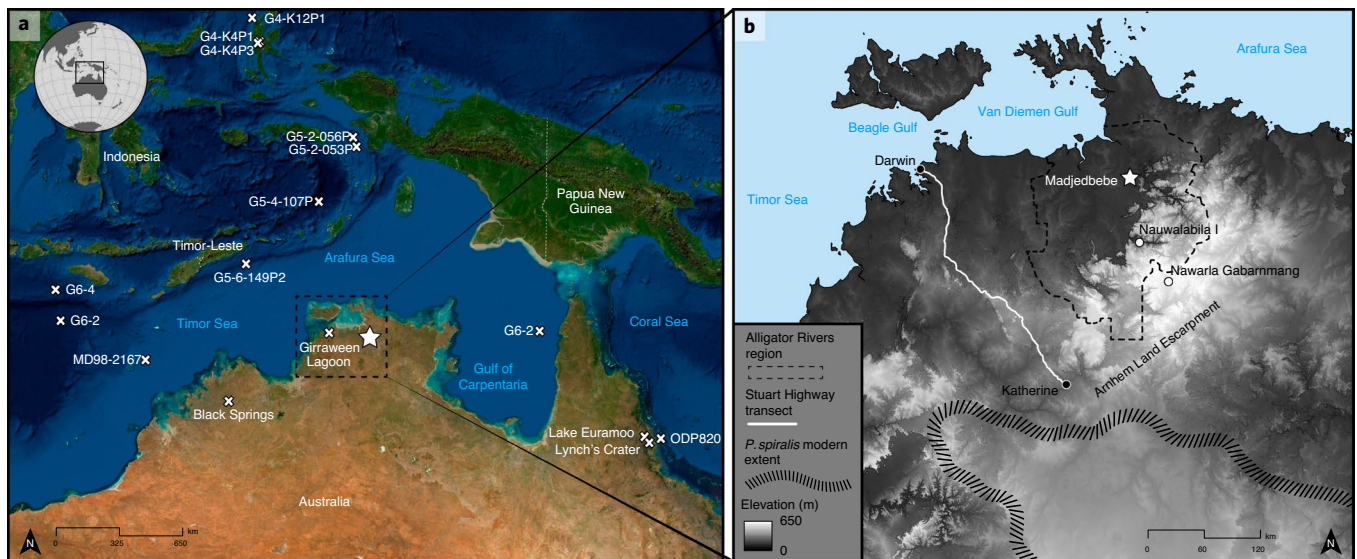 a
G4-K12P1
G4-K4P1
G4-K4P3
G5-2-056P
G5-2-053P
Indonesia
Papua New
Guinea
G5-4-107P
Timor-Leste
Arafura Sea
G5-6-149P2
G6-4
G6-2
Timor Sea
G6-2
Coral Sea
Girraween
Lagoon
MD98-2167
Gulf of
Carpentaria
Black Springs
Lake Euramoo
ODP820
Lynch's Crater
Australia
N
km
0 325 650
b
Arafura Sea
Van Diemen Gulf
Beagle Gulf
Darwin
Madjedbebe
Timor Sea
Nauwalabila I
Nawarla Gabarnmang
Arnhem Land Escarpment
Katherine
Alligator Rivers
region
Stuart Highway
transect
P. spiralis modern
extent
Elevation (m)
650
0
km
0 60 120
N